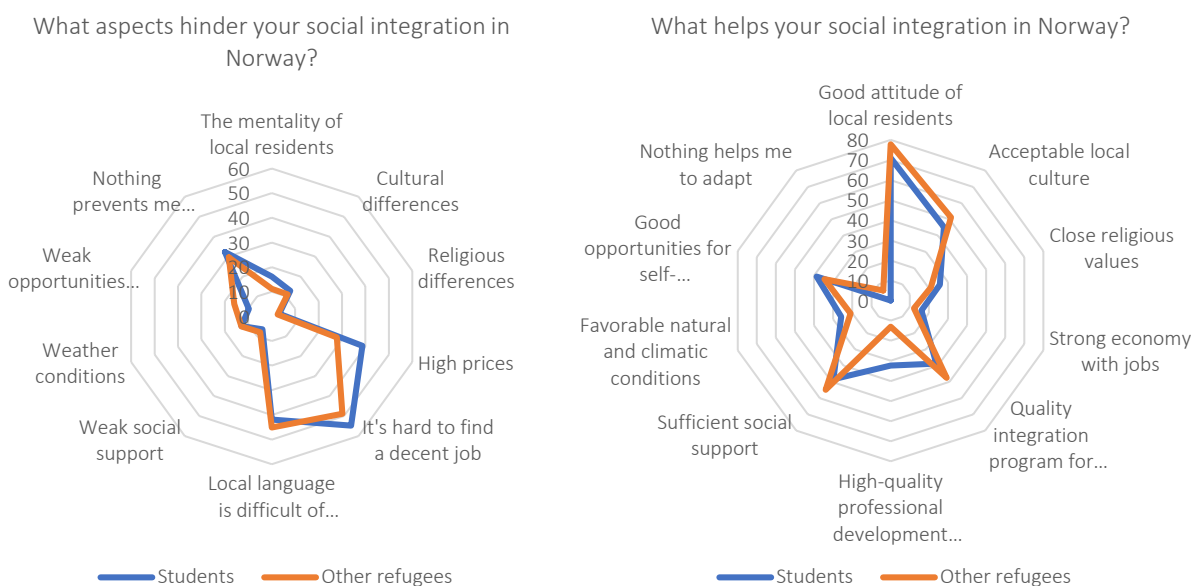 What aspects hinder your social integration in
Norway?
The mentality of
local residents
60
50
40
30
20
10
0
Cultural
differences
Religious
differences
High prices
It's hard to find
a decent job
Local language
is difficult of...
Weak social
support
Weather
conditions
Weak
opportunities...
Nothing
prevents me...
Students
Other refugees
What helps your social integration in Norway?
Good attitude of
local residents
80
70
60
50
40
30
20
10
0
Acceptable local
culture
Close religious
values
Strong economy
with jobs
Quality
integration
program for...
High-quality
professional
development...
Sufficient social
support
Favorable natural
and climatic
conditions
Good
opportunities for
self-...
Nothing helps me
to adapt
Students
Other refugees